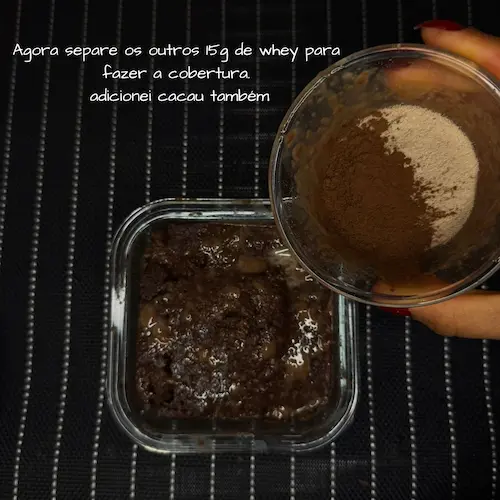 Agora separe os outros 15g de whey para
fazer a cobertura.
adicionei cacau também